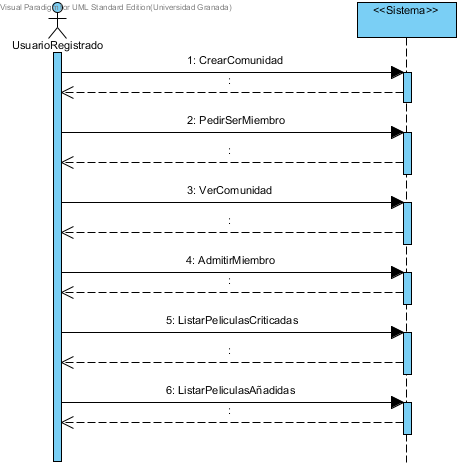 Visual Paradigm for UML Standard Edition(Universidad Granada)
<<Sistema>>
UsuarioRegistrado
1: CrearComunidad
:
2: PedirSerMiembro
:
3: VerComunidad
:
4: AdmitirMiembro
:
5: ListarPeliculasCriticadas
:
6: ListarPeliculasAñadidas
: